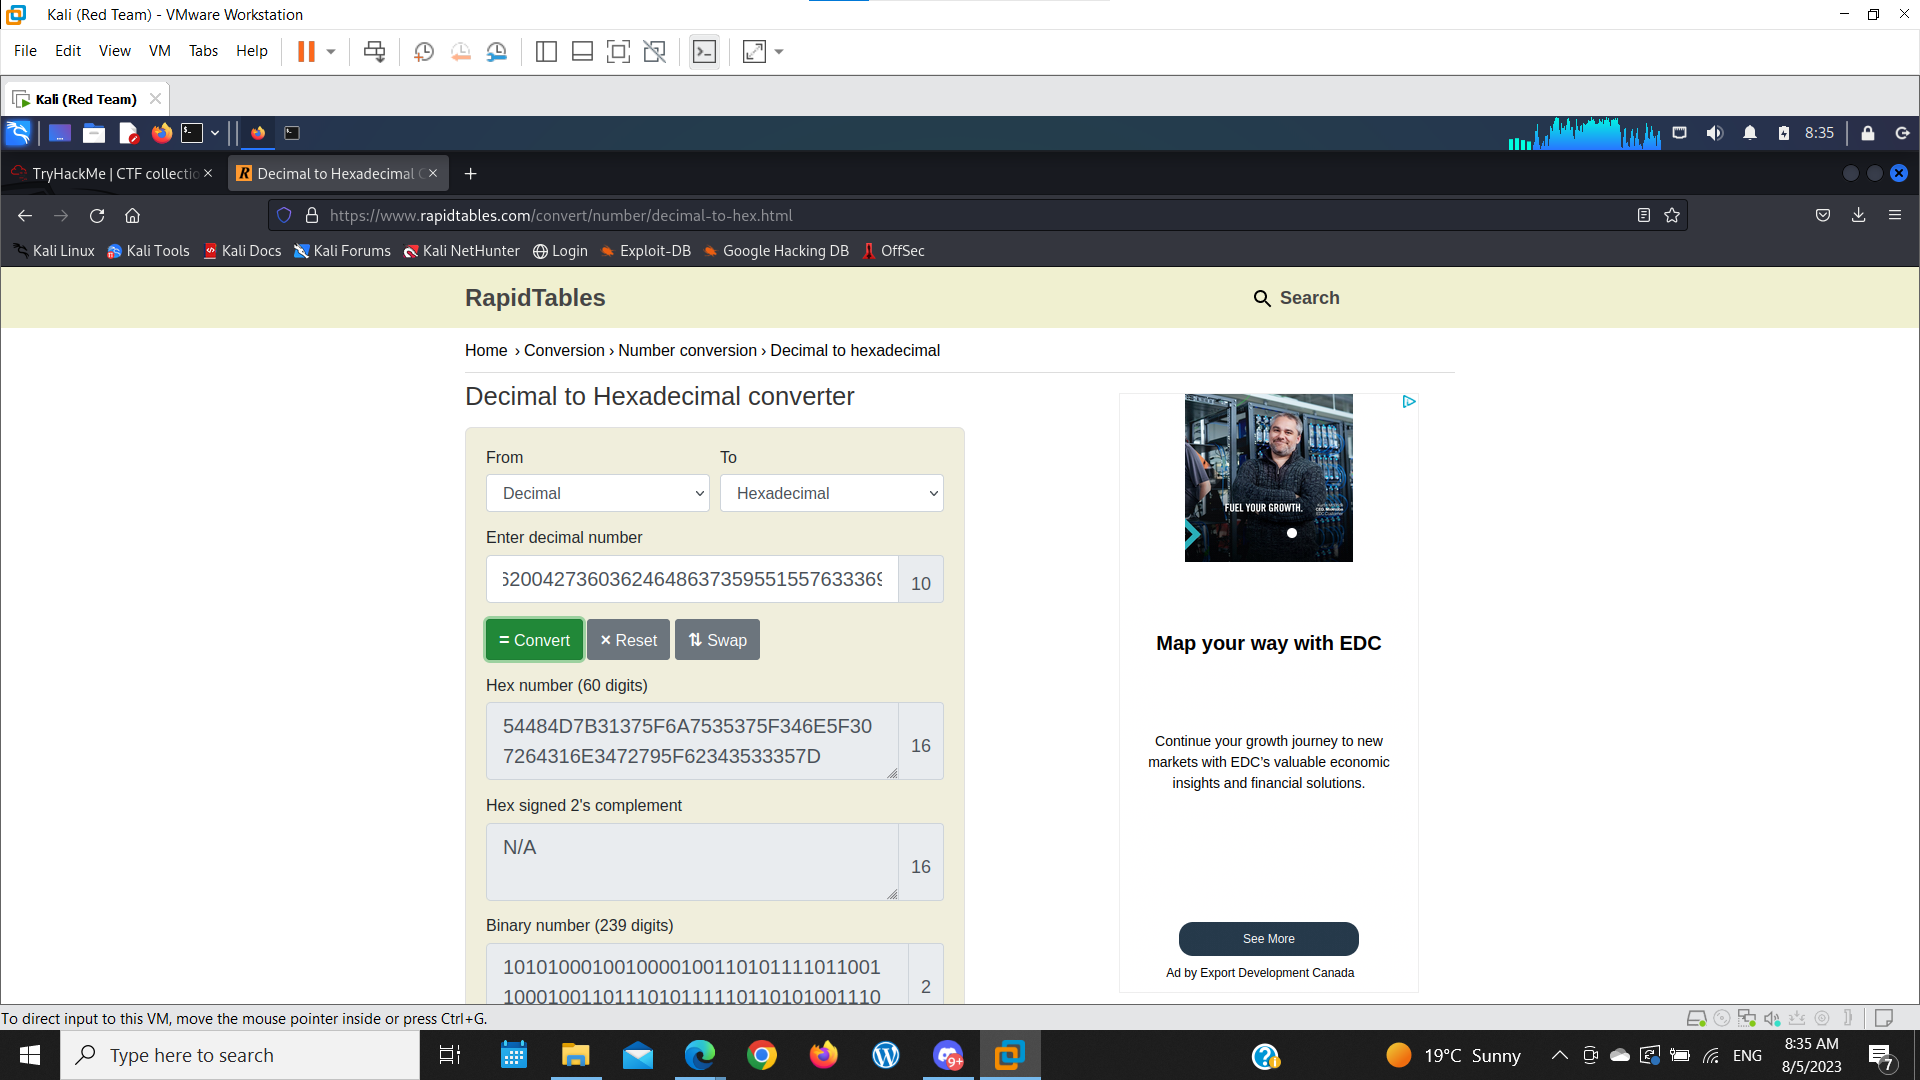 Kali (Red Team) - VMware Workstation
File Edit View VM Tabs Help
Kali (Red Team)
8:35
TryHackMe | CTF collectio
Decimal to Hexadecimal C
https://www.rapidtables.com/convert/number/decimal-to-hex.html
Kali Linux Kali Tools Kali Docs Kali Forums Kali NetHunter Login Exploit-DB Google Hacking DB OffSec
RapidTables
Search
Home › Conversion › Number conversion › Decimal to hexadecimal
Decimal to Hexadecimal converter
From To
Decimal Hexadecimal
Enter decimal number
62004273603624648637359551557633369 10
= Convert × Reset ⇅ Swap
Hex number (60 digits)
54484D7B31375F6A7535375F346E5F30
7264316E3472795F62343533357D
16
Hex signed 2's complement
N/A
16
Binary number (239 digits)
10101000100100001001101011110110011
10001001101110101111101101010011101
2
FUEL YOUR GROWTH.
Map your way with EDC
Continue your growth journey to new
markets with EDC’s valuable economic
insights and financial solutions.
See More
Ad by Export Development Canada
To direct input to this VM, move the mouse pointer inside or press Ctrl+G.
Type here to search
9+
19°C Sunny
ENG
8:35 AM
8/5/2023
7